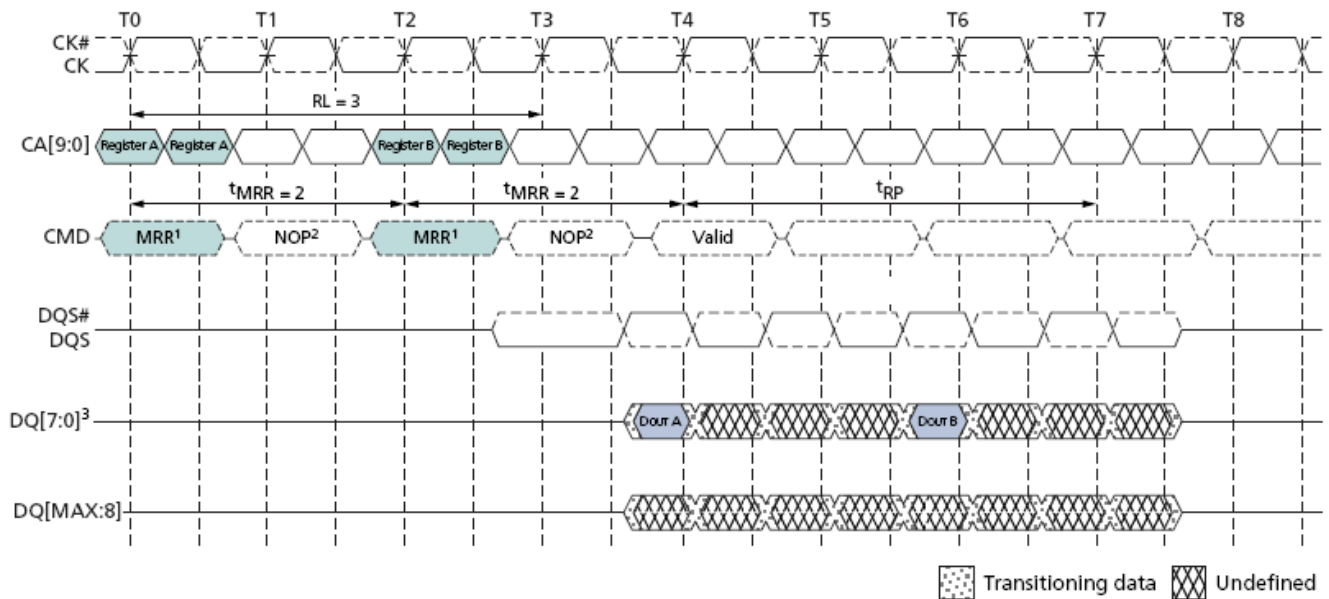 T0 T1 T2 T3 T4 T5 T6 T7 T8
CK#
CK
RL = 3
CA[9:0] Register A Register A Register B Register B
tMRR = 2 tMRR = 2 tRP
CMD MRR1 NOP2 MRR1 NOP2 Valid
DQS#
DQS
DQ[7:0]3 DOUT A DOUT B
DQ[MAX:8]
Transitioning data Undefined